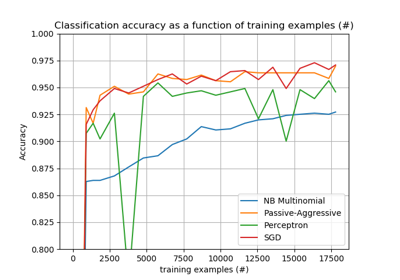 Classification accuracy as a function of training examples (#)
1.000
0.975
0.950
0.925
0.900
0.875
0.850
0.825
0.800
Accuracy
NB Multinomial
Passive-Aggressive
Perceptron
SGD
0 2500 5000 7500 10000 12500 15000 17500
training examples (#)